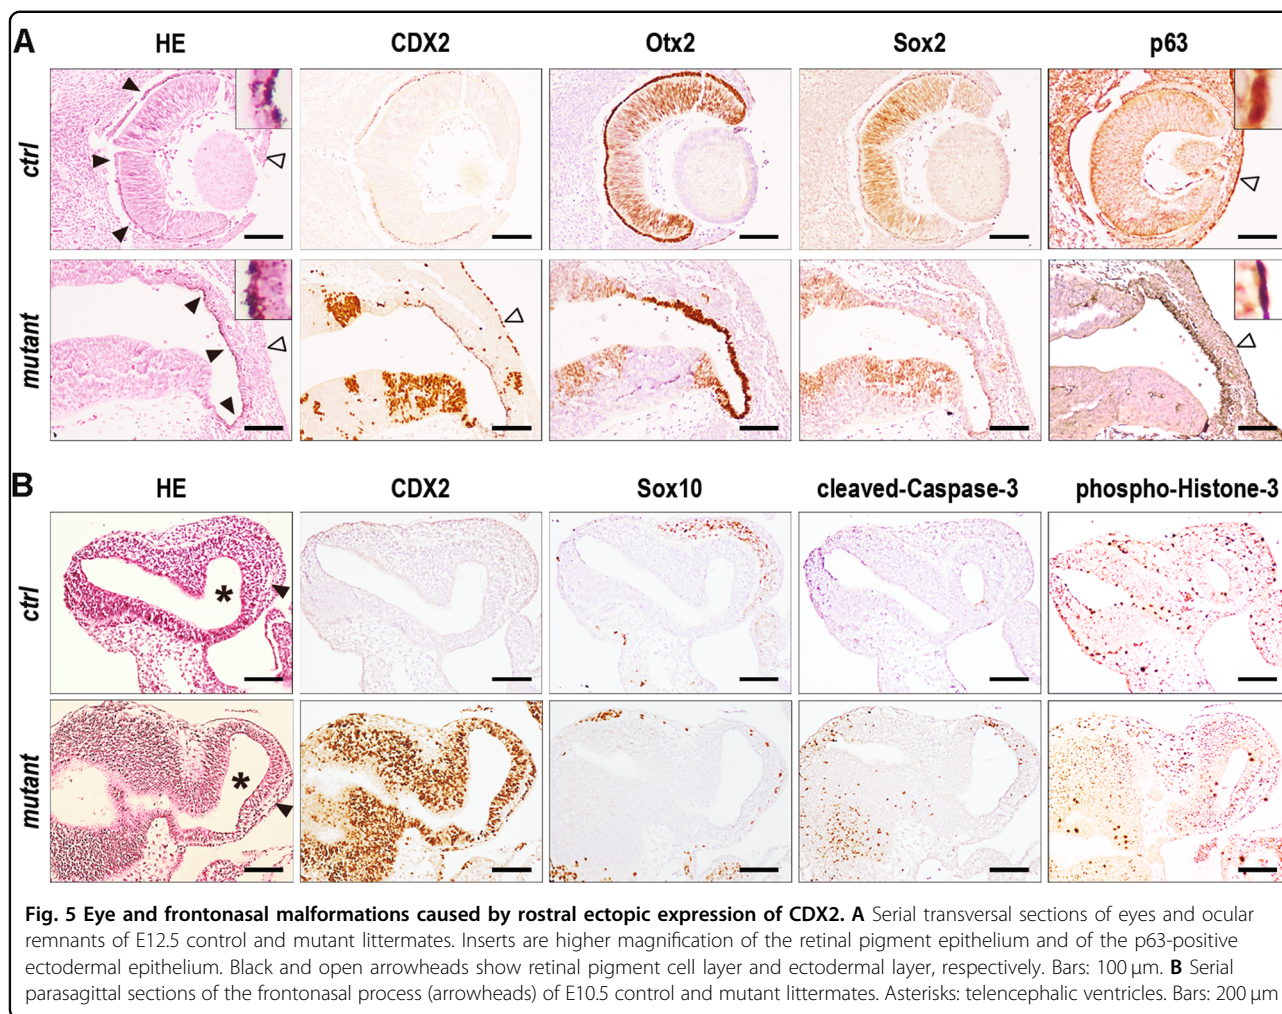 A
HE CDX2 Otx2 Sox2 p63
ctrl
mutant
B
HE CDX2 Sox10 cleaved-Caspase-3 phospho-Histone-3
ctrl
*
mutant
*
Fig. 5 Eye and frontonasal malformations caused by rostral ectopic expression of CDX2. A Serial transversal sections of eyes and ocular
remnants of E12.5 control and mutant littermates. Inserts are higher magnification of the retinal pigment epithelium and of the p63-positive
ectodermal epithelium. Black and open arrowheads show retinal pigment cell layer and ectodermal layer, respectively. Bars: 100 μm. B Serial
parasagittal sections of the frontonasal process (arrowheads) of E10.5 control and mutant littermates. Asterisks: telencephalic ventricles. Bars: 200 μm